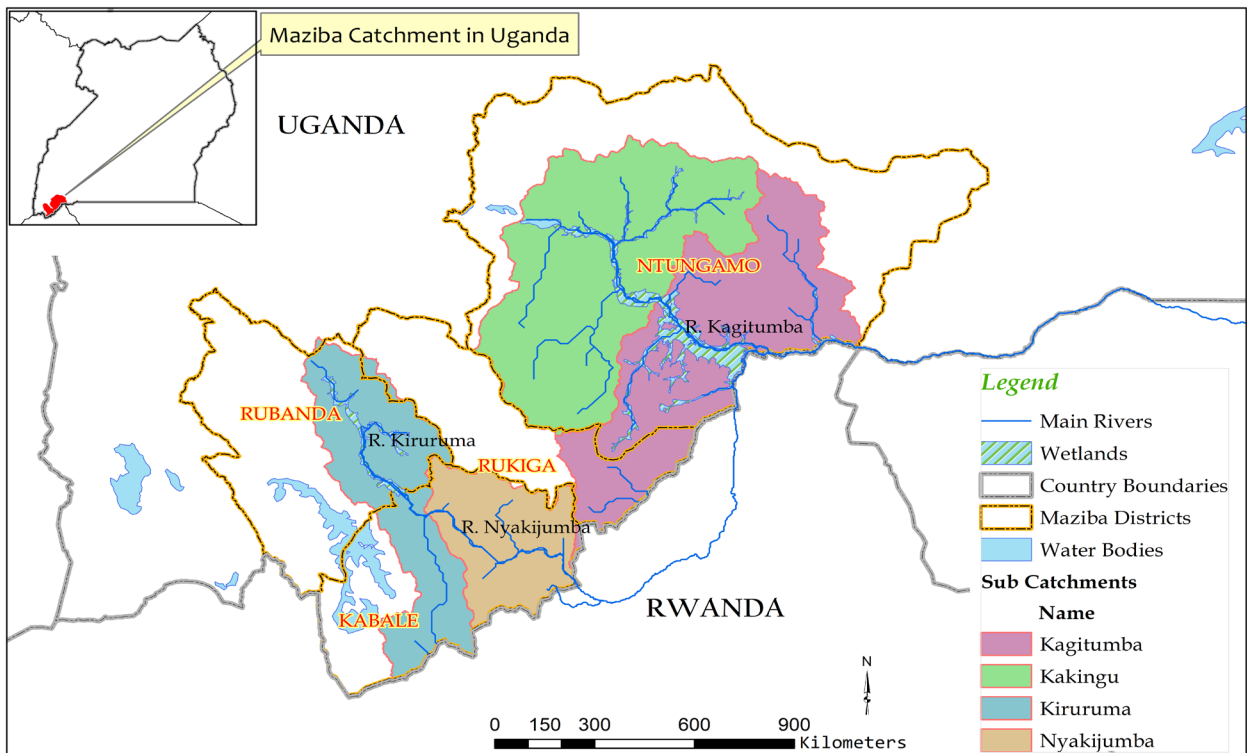 Maziba Catchment in Uganda
UGANDA
NTUNGAMO
R. Kagitumba
RUBANDA
R. Kiruruma
RUKIGA
R. Nyakijumba
RWANDA
KABALE
Legend
Main Rivers
Wetlands
Country Boundaries
Maziba Districts
Water Bodies
Sub Catchments
Name
Kagitumba
Kakingu
Kiruruma
Nyakijumba
N
0 150 300 600 900
Kilometers